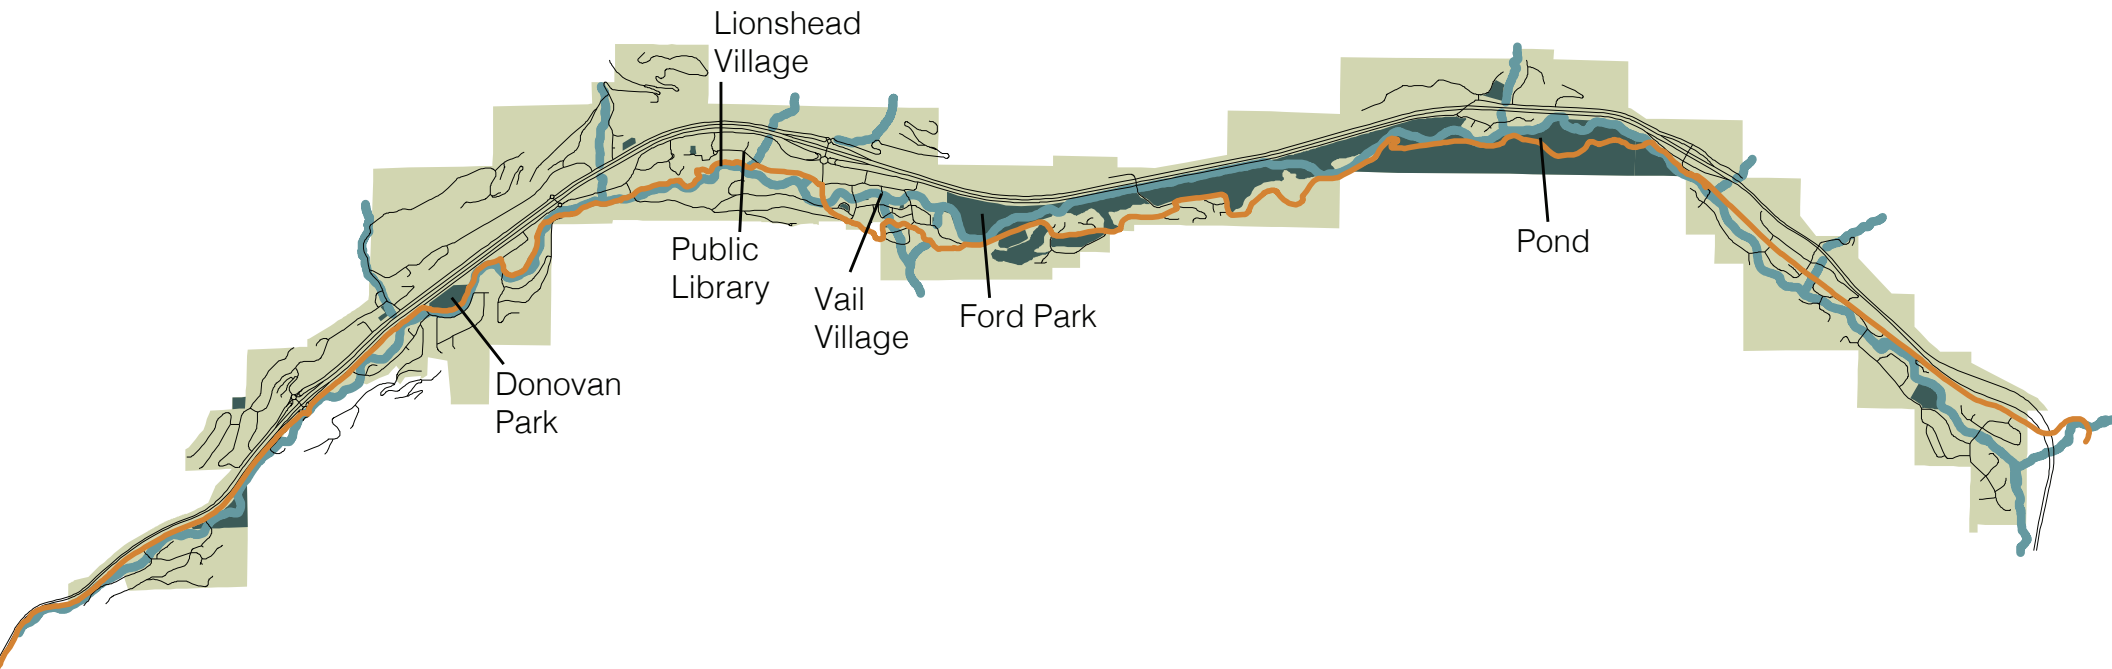 Lionshead
Village
Public
Library
Vail
Village
Ford Park
Pond
Donovan
Park